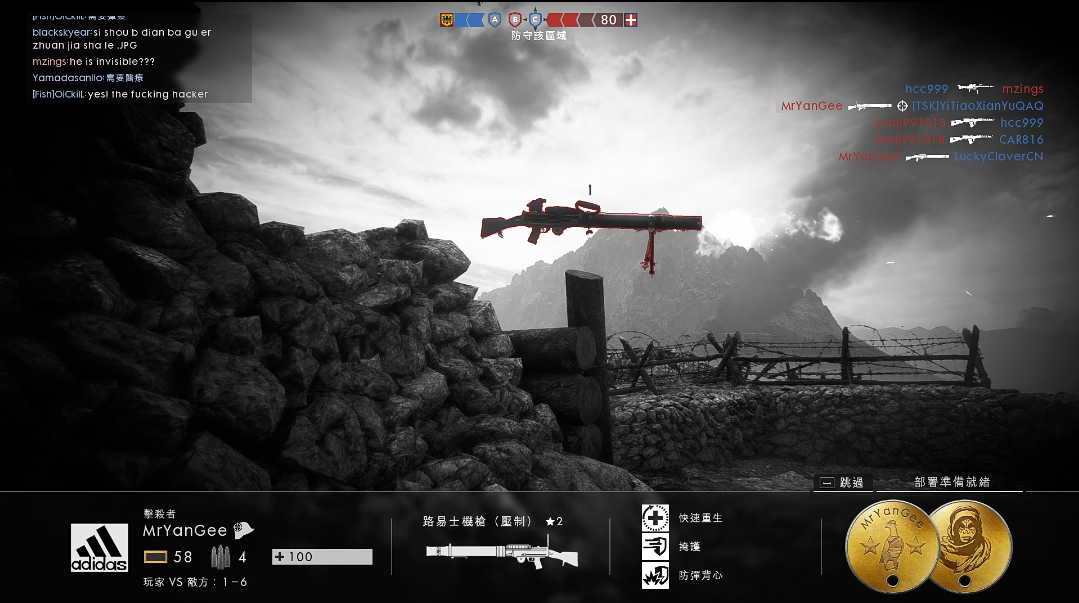 [Fish]OiCkilL:需要彈藥
blackskyear:si shou b dian ba gu er
zhuan jia sha le .JPG
mzings:he is invisible???
Yamadasanlio:需要醫療
[Fish]OiCkilL:yes! the fucking hacker
A B C 80
防守該區域
hcc999 mzings
MrYanGee [TSK]YiTiaoXianYuQAQ
hcc999
CAR816
MrYanGee LuckyCloverCN
跳過
部署準備就緒
擊殺者
MrYanGee
58 4 +100
玩家 VS 敵方：1-6
adidas
路易士機槍（壓制） ★2
快速重生
掩護
防彈背心
MrYanGee